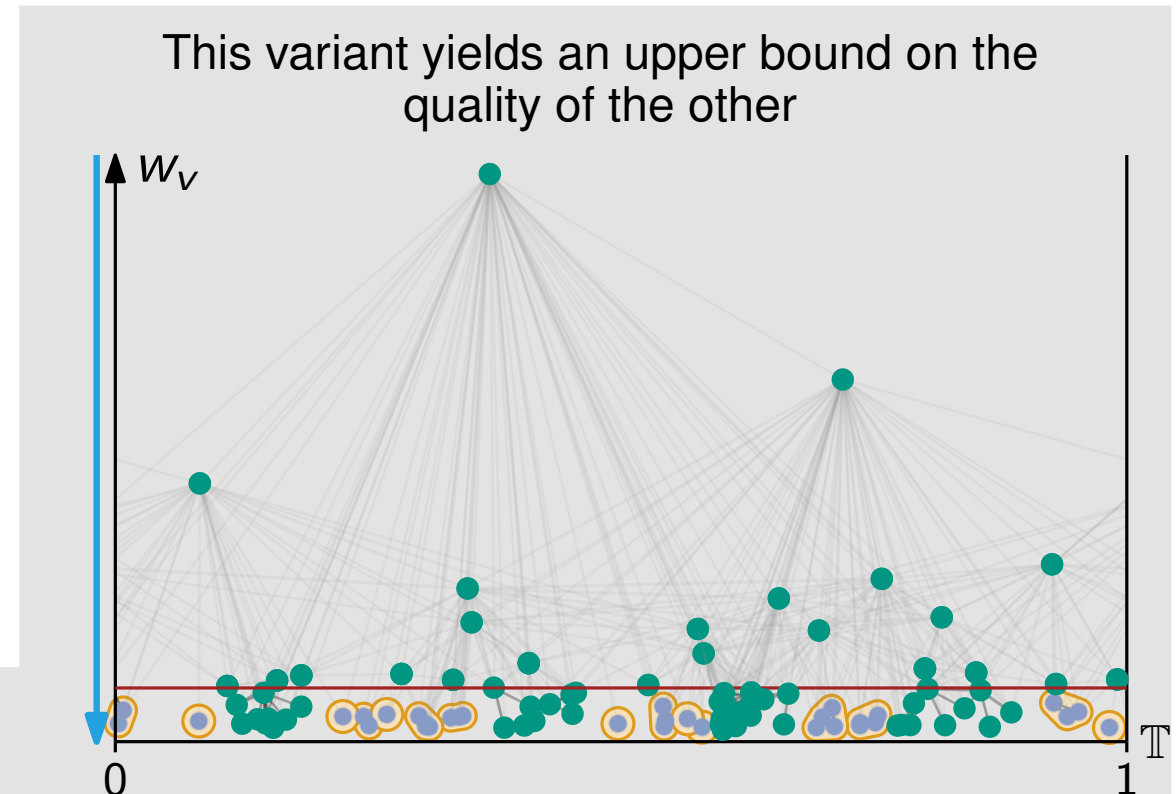 This variant yields an upper bound on the
quality of the other
w_v
𝕋
0
1